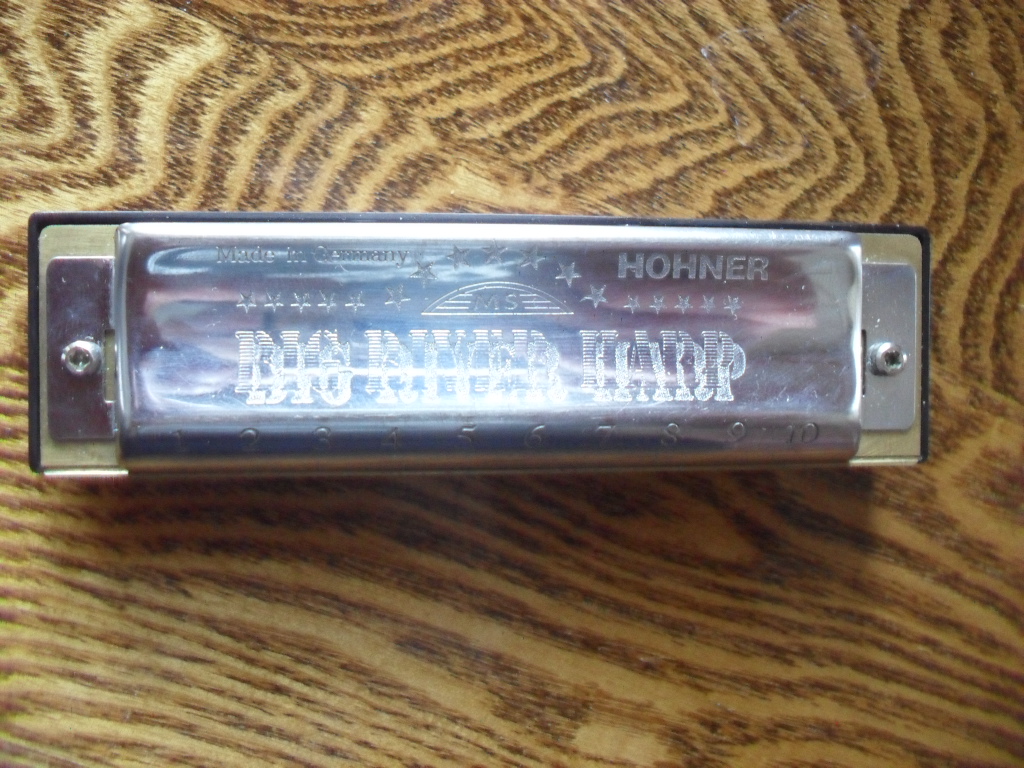 Made in Germany
HOHNER
MS
BIG RIVER HARP
1 2 3 4 5 6 7 8 9 10